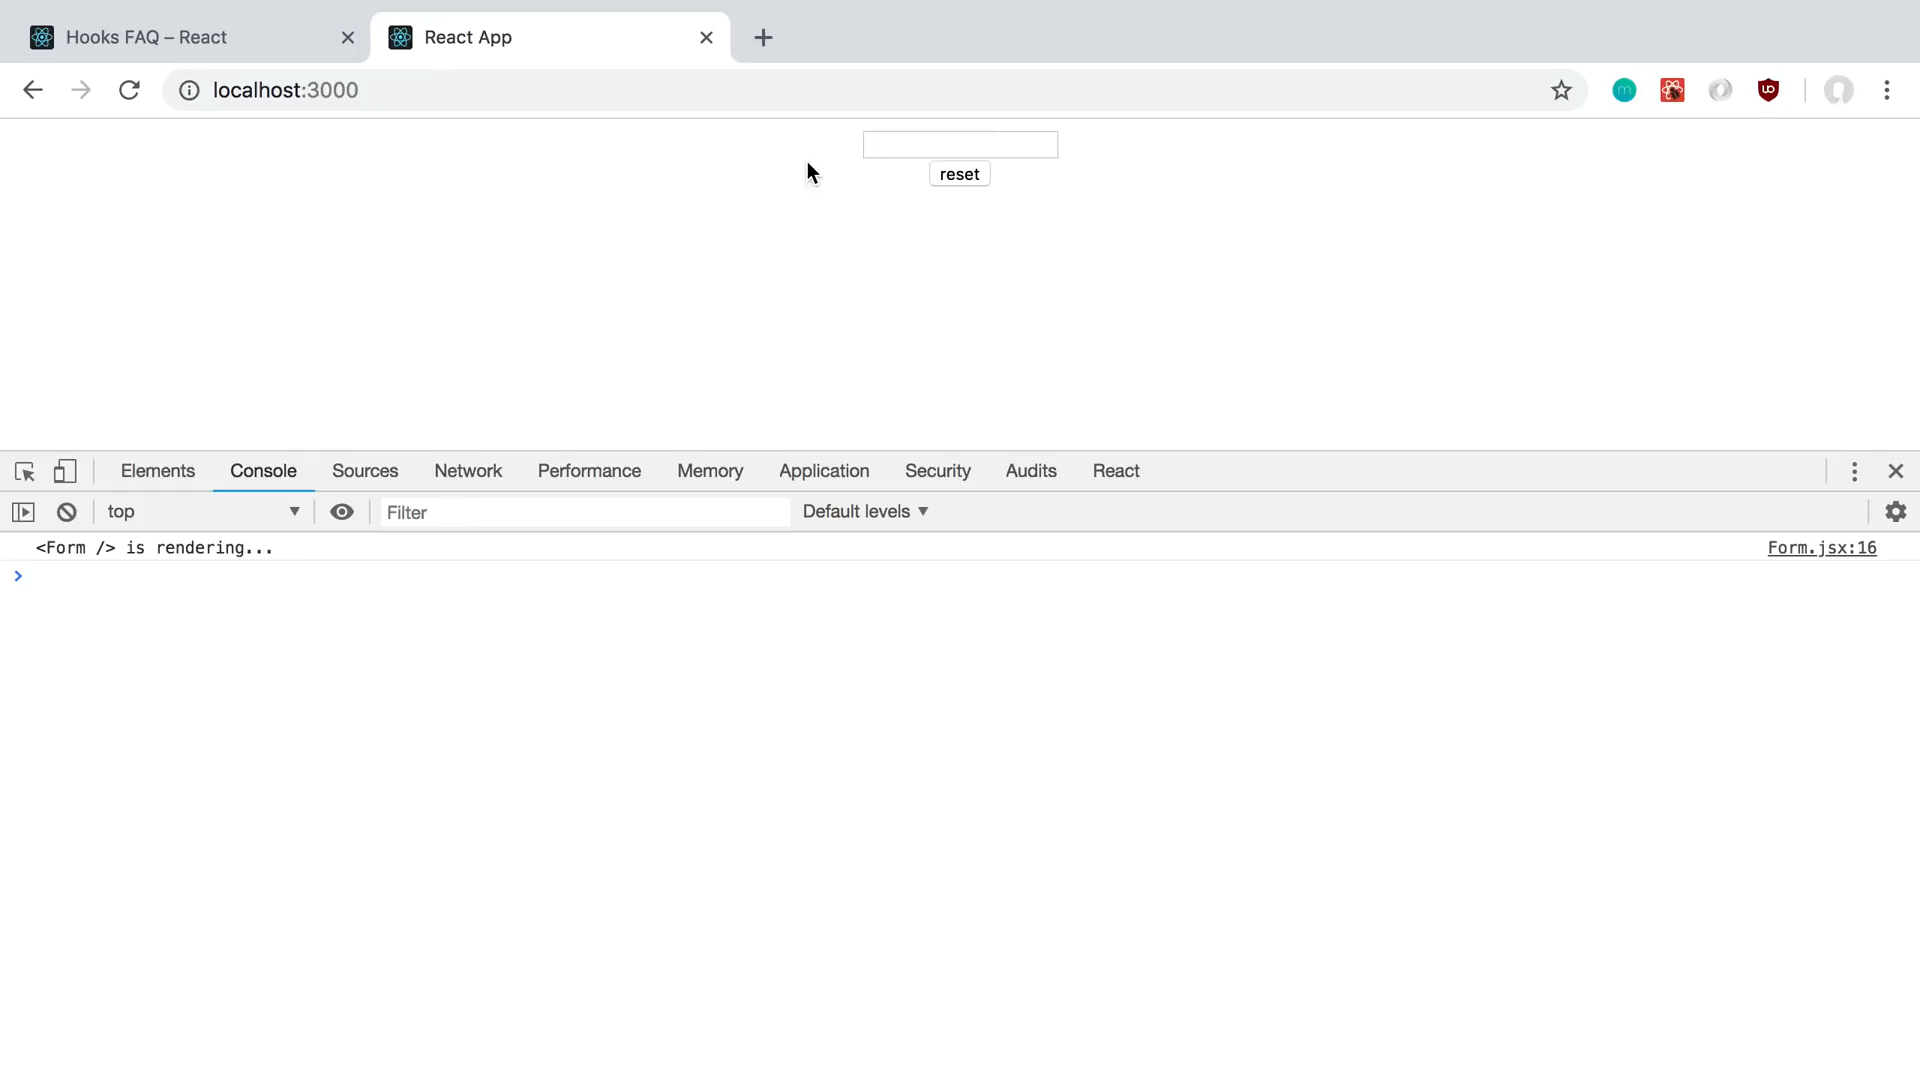 Hooks FAQ – React
React App
localhost:3000
reset
Elements Console Sources Network Performance Memory Application Security Audits React
top Filter Default levels
<Form /> is rendering... Form.jsx:16